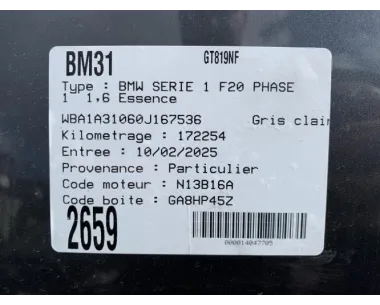 BM31 GT819NF
Type : BMW SERIE 1 F20 PHASE
1 1,6 Essence
WBA1A31060J167536 Gris clair
Kilometrage : 172254
Entree : 10/02/2025
Provenance : Particulier
Code moteur : N13B16A
Code boite : GA8HP45Z
2659
000014047785